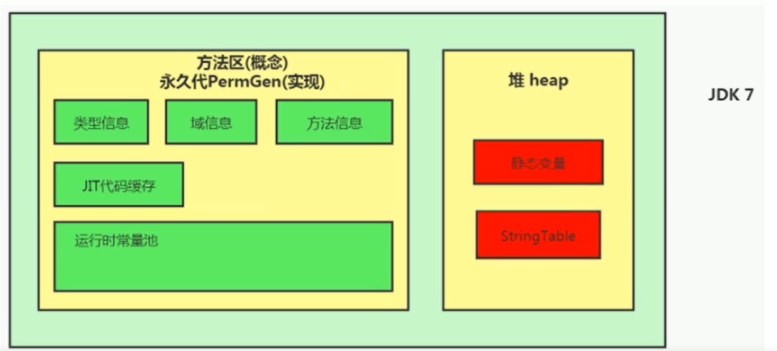 方法区(概念)
永久代PermGen(实现)
类型信息
域信息
方法信息
JIT代码缓存
运行时常量池
堆 heap
静态变量
StringTable
JDK 7